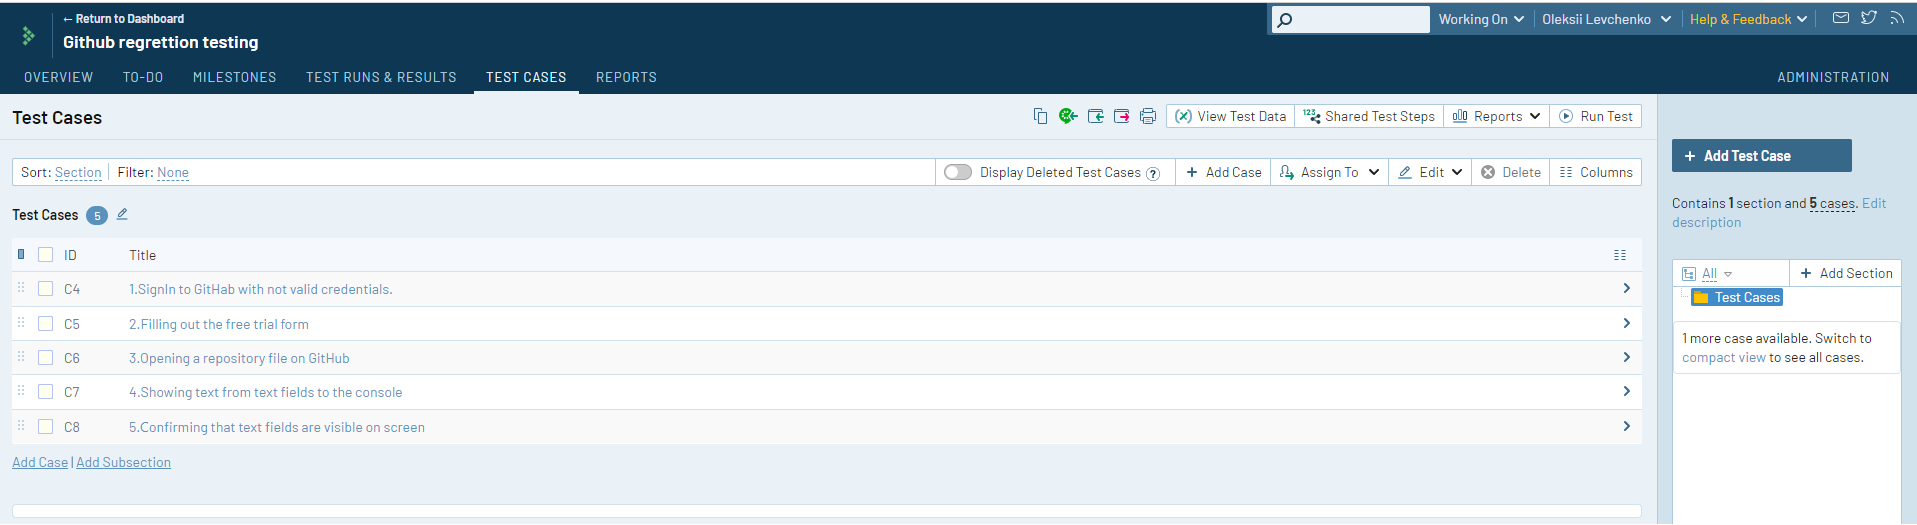 ← Return to Dashboard
Github regrettion testing
Working On
Oleksii Levchenko
Help & Feedback
OVERVIEW TO-DO MILESTONES TEST RUNS & RESULTS TEST CASES REPORTS ADMINISTRATION
Test Cases
View Test Data
123 Shared Test Steps
Reports
Run Test
+ Add Test Case
Sort: Section Filter: None
Display Deleted Test Cases ?
+ Add Case
Assign To
Edit
Delete
Columns
Contains 1 section and 5 cases. Edit
description
Test Cases 5
ID Title
C4 1.SignIn to GitHab with not valid credentials.
C5 2.Filling out the free trial form
C6 3.Opening a repository file on GitHub
C7 4.Showing text from text fields to the console
C8 5.Confirming that text fields are visible on screen
Add Case | Add Subsection
All
+ Add Section
Test Cases
1 more case available. Switch to
compact view to see all cases.